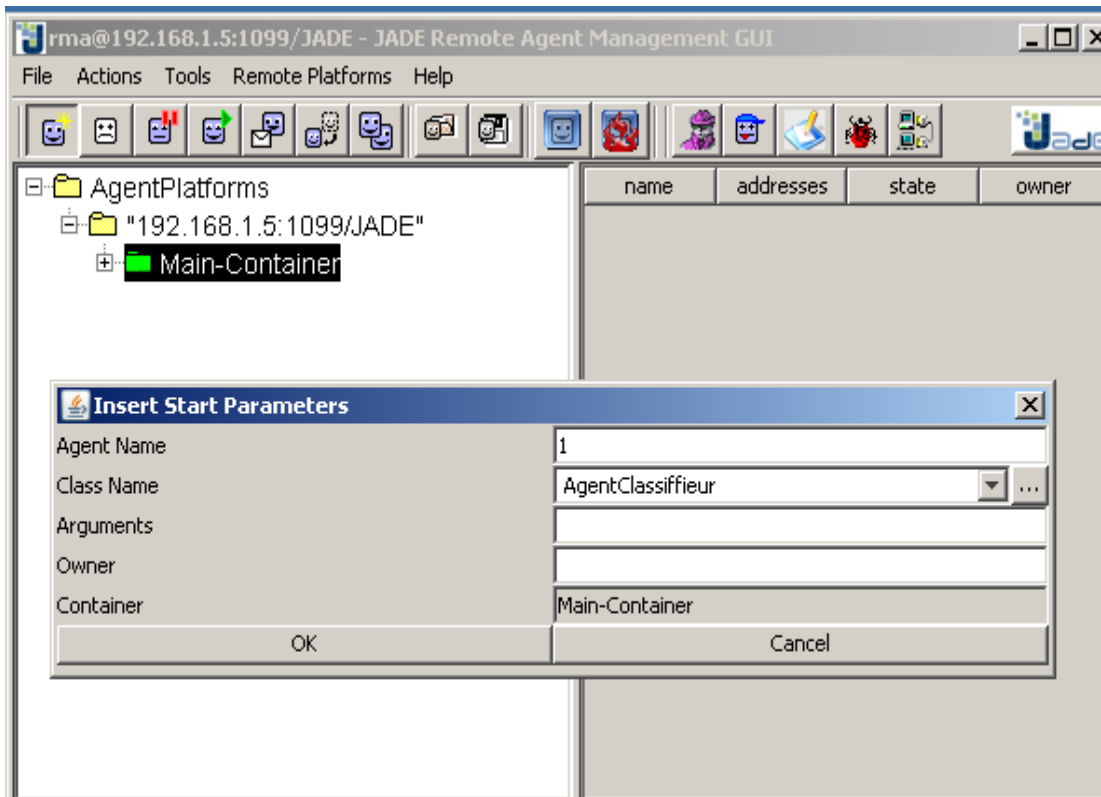 rma@192.168.1.5:1099/JADE - JADE Remote Agent Management GUI
File Actions Tools Remote Platforms Help
Jade
AgentPlatforms
"192.168.1.5:1099/JADE"
Main-Container
name addresses state owner
Insert Start Parameters
Agent Name 1
Class Name AgentClassiffieur ...
Arguments
Owner
Container Main-Container
OK Cancel